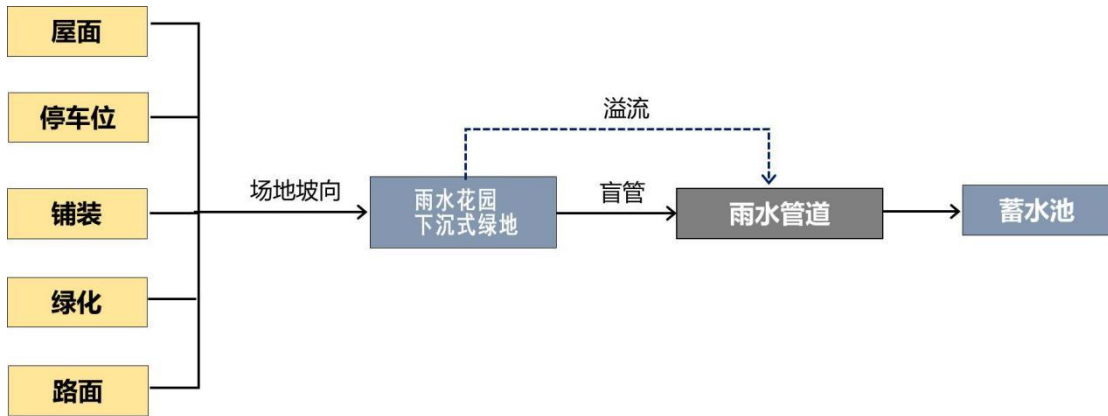 屋面
停车位
铺装
绿化
路面
场地坡向
雨水花园
下沉式绿地
溢流
盲管
雨水管道
蓄水池